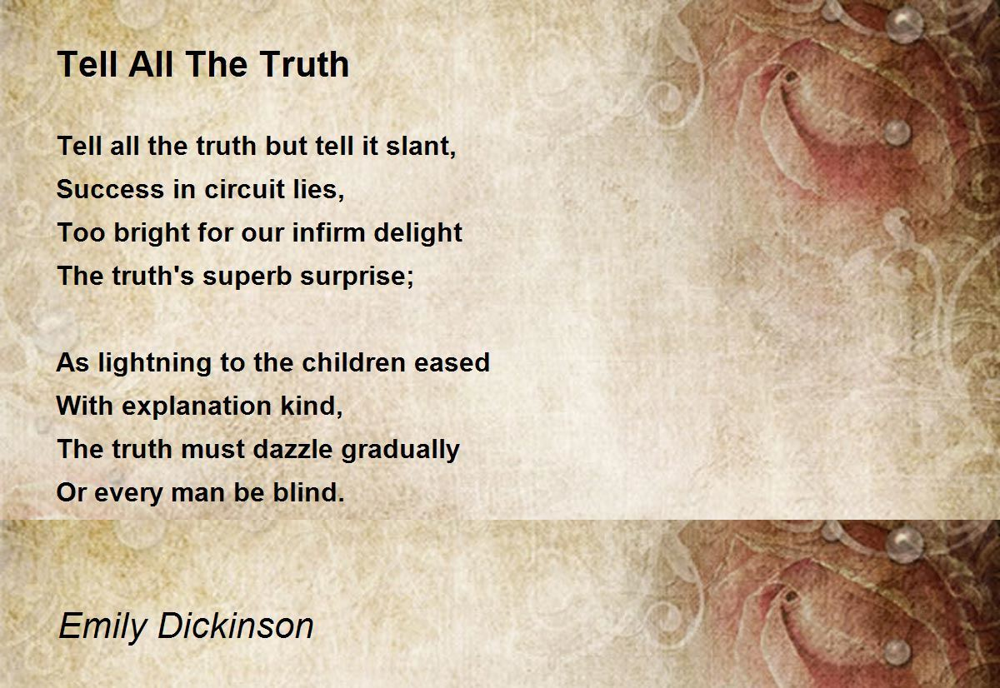 Tell All The Truth
Tell all the truth but tell it slant,
Success in circuit lies,
Too bright for our infirm delight
The truth's superb surprise;
As lightning to the children eased
With explanation kind,
The truth must dazzle gradually
Or every man be blind.
Emily Dickinson